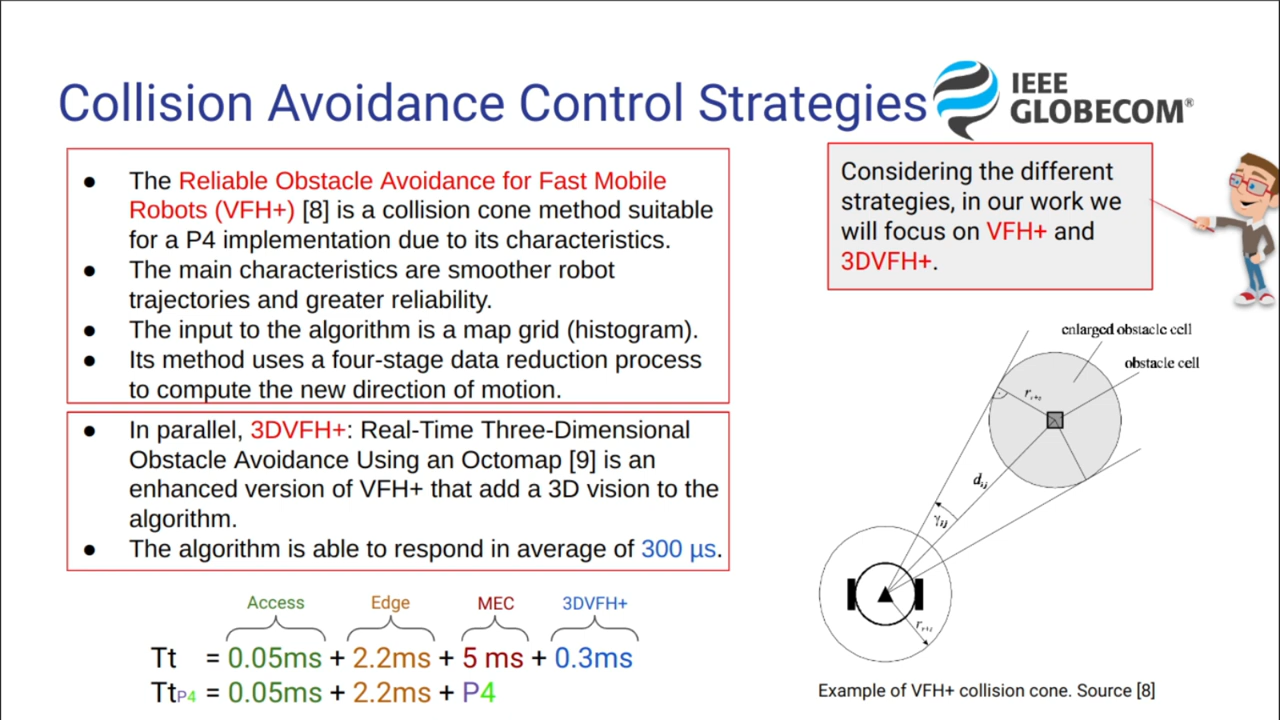 Collision Avoidance Control Strategies
IEEE
GLOBECOM®
● The Reliable Obstacle Avoidance for Fast Mobile
Robots (VFH+) [8] is a collision cone method suitable
for a P4 implementation due to its characteristics.
● The main characteristics are smoother robot
trajectories and greater reliability.
● The input to the algorithm is a map grid (histogram).
● Its method uses a four-stage data reduction process
to compute the new direction of motion.
● In parallel, 3DVFH+: Real-Time Three-Dimensional
Obstacle Avoidance Using an Octomap [9] is an
enhanced version of VFH+ that add a 3D vision to the
algorithm.
● The algorithm is able to respond in average of 300 µs.
Access Edge MEC 3DVFH+
Tt = 0.05ms + 2.2ms + 5 ms + 0.3ms
TtP4 = 0.05ms + 2.2ms + P4
Considering the different
strategies, in our work we
will focus on VFH+ and
3DVFH+.
enlarged obstacle cell
obstacle cell
dij
γij
Example of VFH+ collision cone. Source [8]